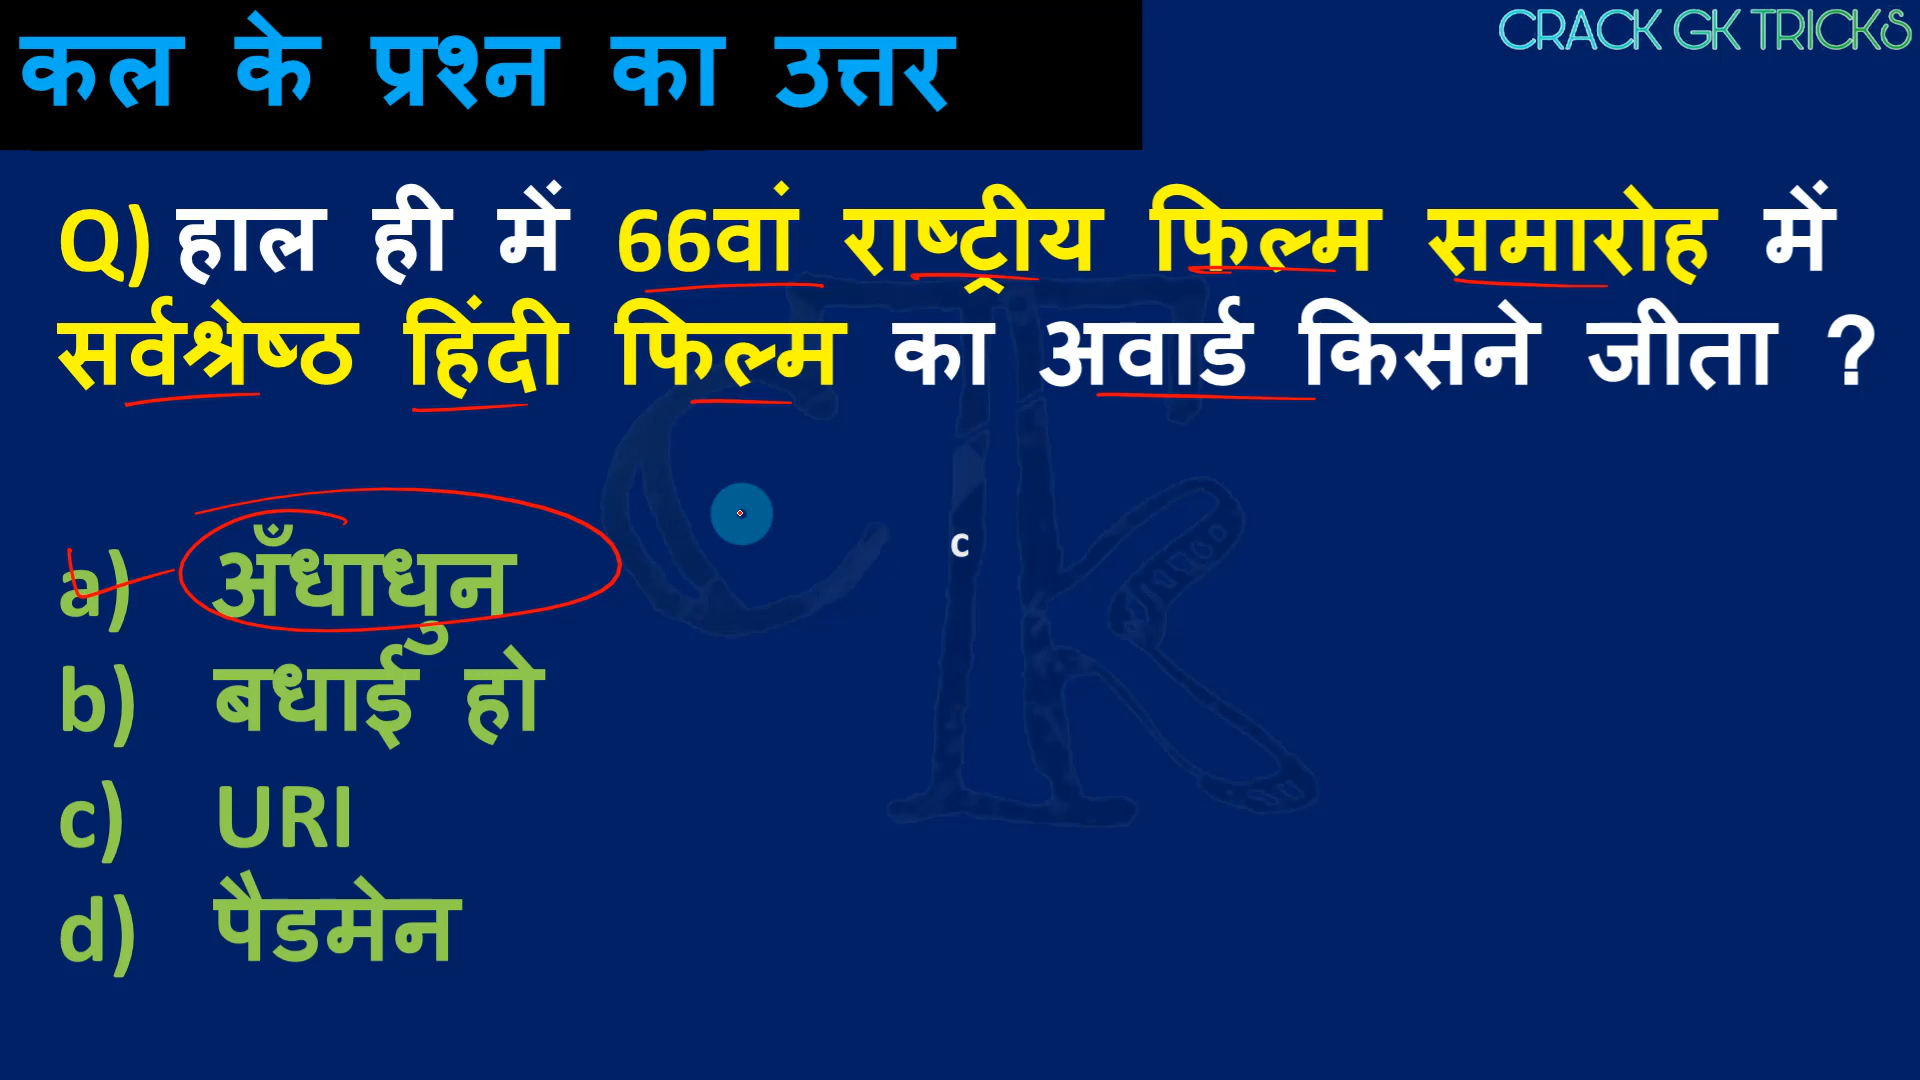 कल के प्रश्न का उत्तर
CRACK GK TRICKS
Q) हाल ही में 66वां राष्ट्रीय फिल्म समारोह में
सर्वश्रेष्ठ हिंदी फिल्म का अवार्ड किसने जीता ?
c
a) अँधाधुन
b) बधाई हो
c) URI
d) पैडमेन